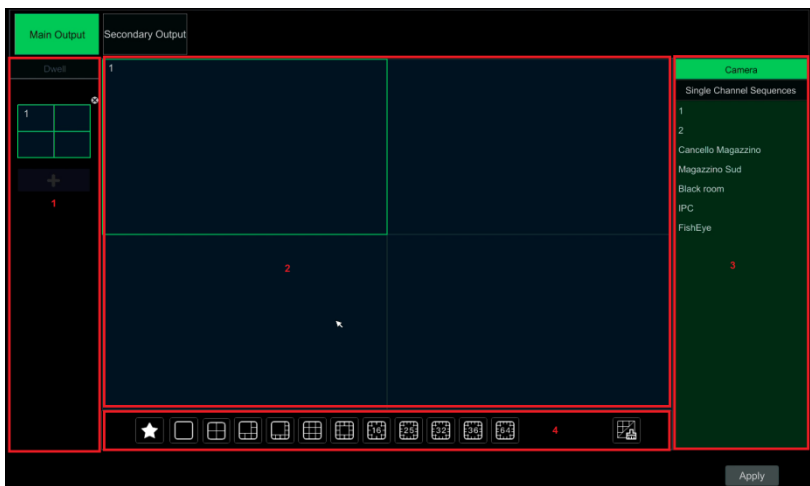 Main Output
Secondary Output
Dwell
1
1
1
2
Camera
Single Channel Sequences
1
2
Cancello Magazzino
Magazzino Sud
Black room
IPC
FishEye
3
16
25
32
36
64
4
Apply